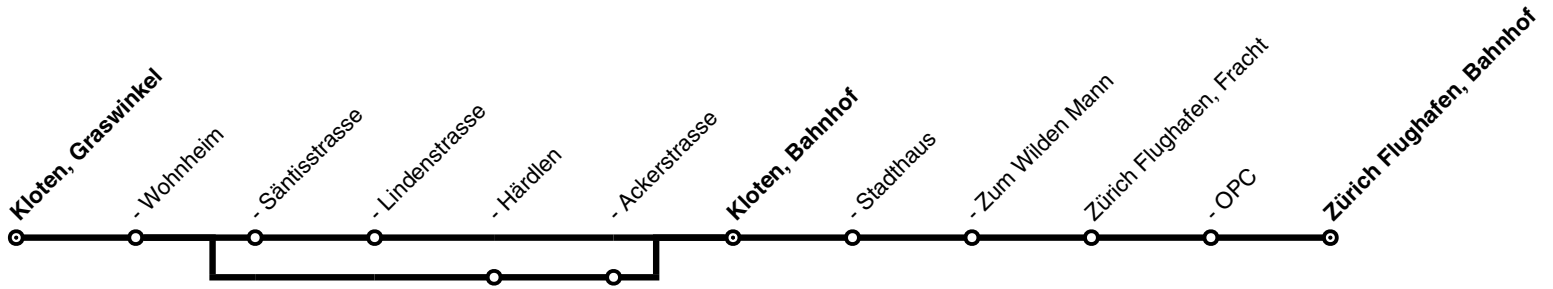 Kloten, Graswinkel
- Wohnheim
- Säntisstrasse
- Lindenstrasse
- Härdlen
- Ackerstrasse
Kloten, Bahnhof
- Stadthaus
- Zum Wilden Mann
Zürich Flughafen, Fracht
- OPC
Zürich Flughafen, Bahnhof